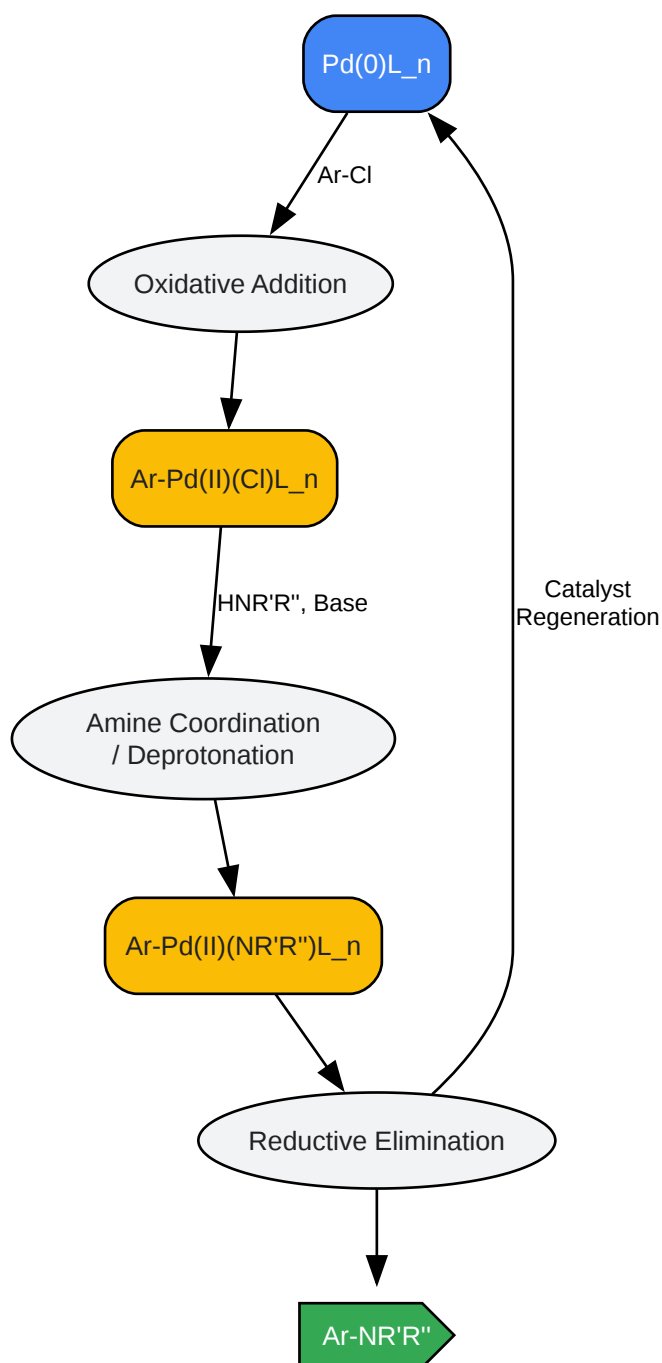 Pd(0)L_n
Ar-Cl
Oxidative Addition
Ar-Pd(II)(Cl)L_n
Catalyst
Regeneration
HNR'R'', Base
Amine Coordination
/ Deprotonation
Ar-Pd(II)(NR'R'')L_n
Reductive Elimination
Ar-NR'R''